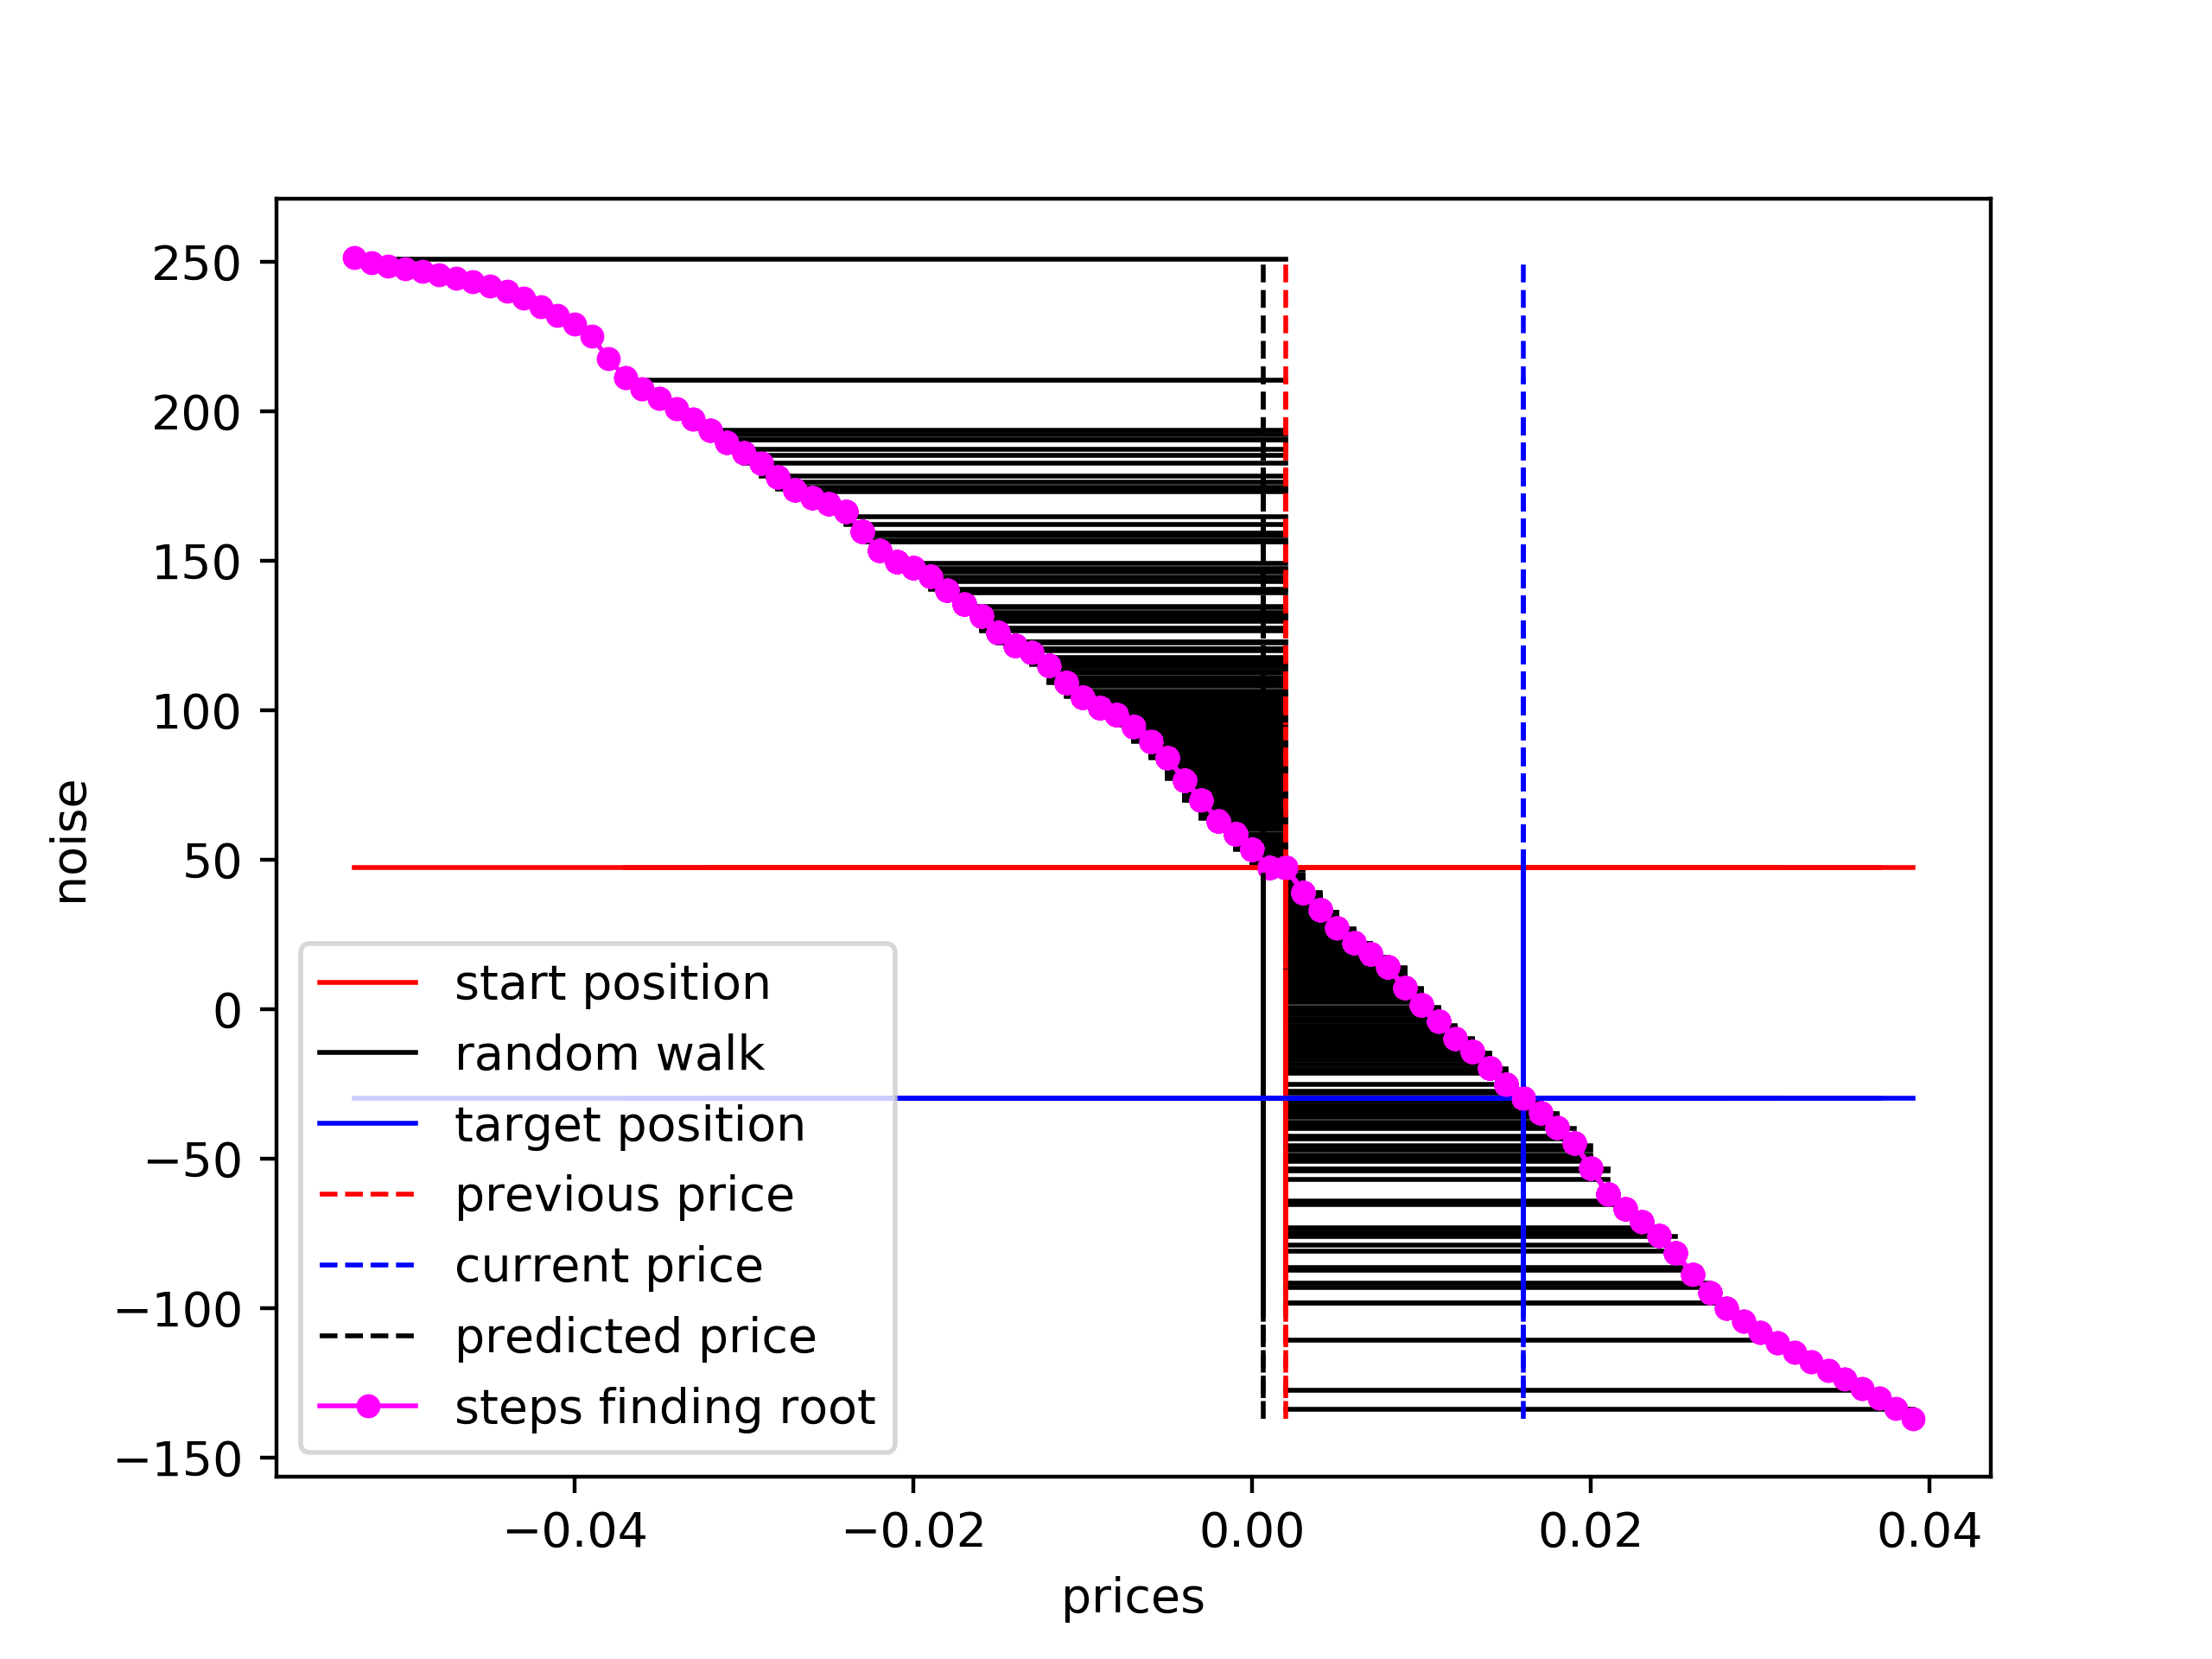 250
200
150
100
50
0
−50
−100
−150
noise
start position
random walk
target position
previous price
current price
predicted price
steps finding root
−0.04
−0.02
0.00
0.02
0.04
prices